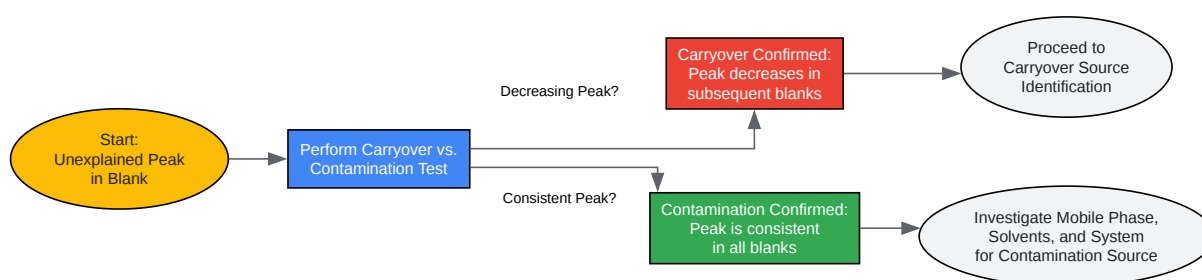 Start:
Unexplained Peak
in Blank
Perform Carryover vs.
Contamination Test
Decreasing Peak?
Consistent Peak?
Carryover Confirmed:
Peak decreases in
subsequent blanks
Proceed to
Carryover Source
Identification
Contamination Confirmed:
Peak is consistent
in all blanks
Investigate Mobile Phase,
Solvents, and System
for Contamination Source